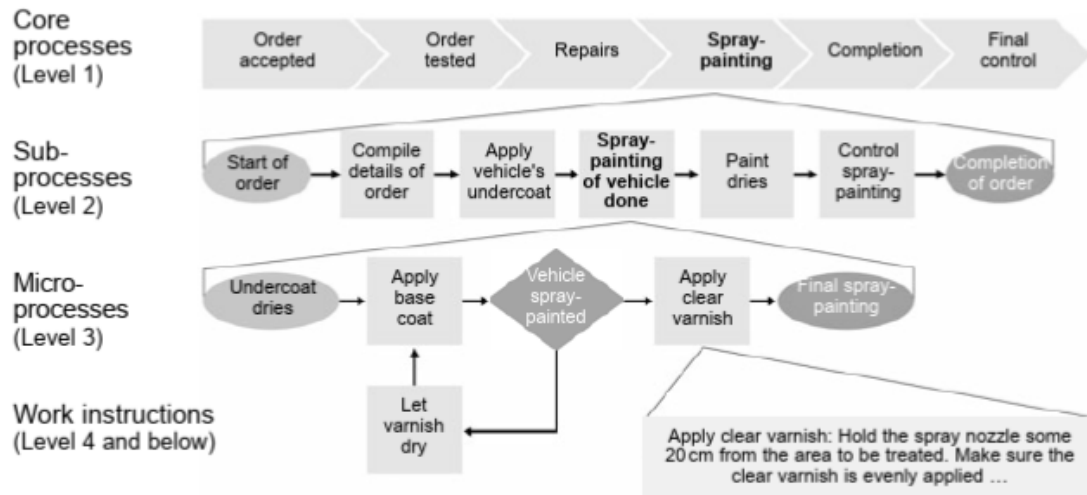 Core
processes
(Level 1)
Order
accepted
Order
tested
Repairs
Spray-
painting
Completion
Final
control
Sub-
processes
(Level 2)
Start of
order
Compile
details of
order
Apply
vehicle's
undercoat
Spray-
painting
of vehicle
done
Paint
dries
Control
spray-
painting
Completion
of order
Micro-
processes
(Level 3)
Undercoat
dries
Apply
base
coat
Vehicle
spray-
painted
Apply
clear
varnish
Final spray-
painting
Work instructions
(Level 4 and below)
Let
varnish
dry
Apply clear varnish: Hold the spray nozzle some
20 cm from the area to be treated. Make sure the
clear varnish is evenly applied …